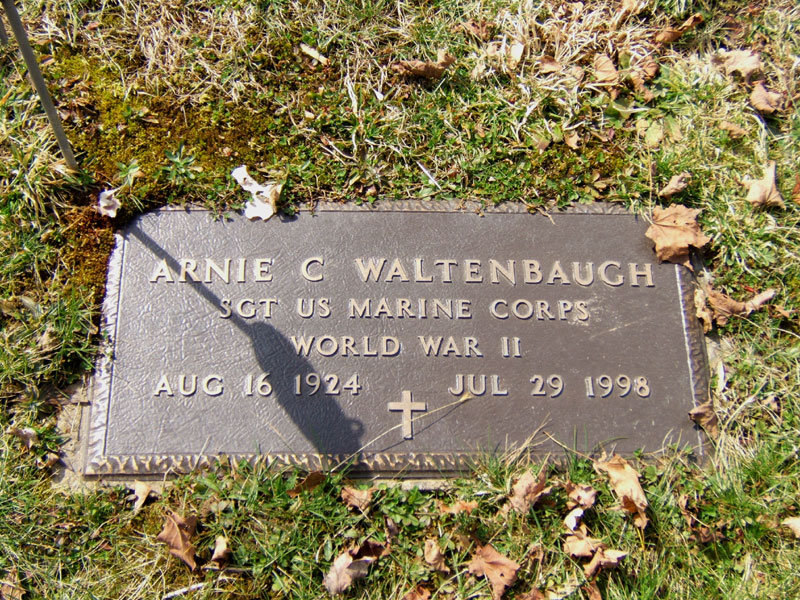 ARNIE C WALTENBAUGH
SGT US MARINE CORPS
WORLD WAR II
AUG 16 1924 JUL 29 1998